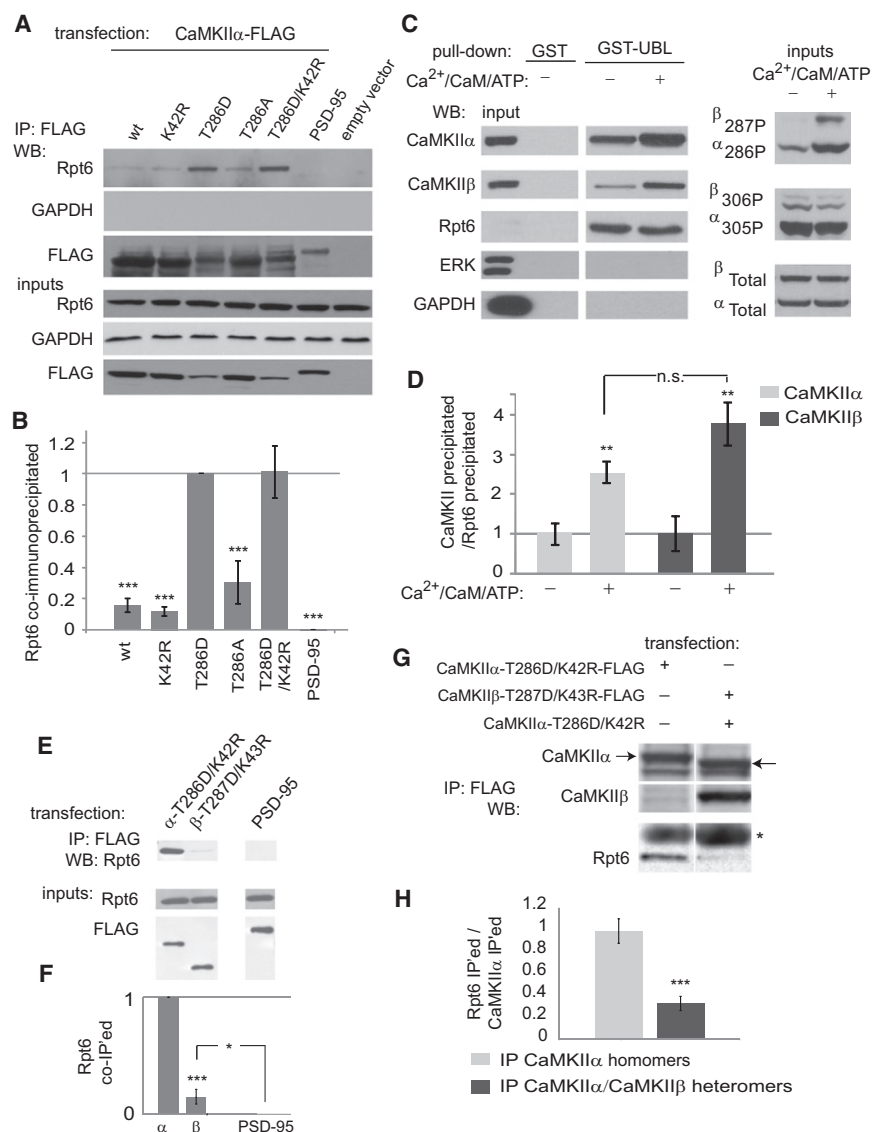 A
transfection: CaMKIIα-FLAG
IP: FLAG
WB:
wt
K42R
T286D
T286A
T286D/K42R
PSD-95
empty vector
Rpt6
GAPDH
FLAG
inputs
Rpt6
GAPDH
FLAG
B
Rpt6 co-immunoprecipitated
1.2
1
0.8
0.6
0.4
0.2
0
***
***
***
***
wt
K42R
T286D
T286A
T286D
/K42R
PSD-95
C
pull-down: GST GST-UBL
Ca2+/CaM/ATP: – – +
WB: input
CaMKIIα
CaMKIIβ
Rpt6
ERK
GAPDH
inputs
Ca2+/CaM/ATP
– +
β
287P
α
286P
β
306P
α
305P
β
Total
α
Total
D
CaMKII precipitated
/Rpt6 precipitated
4
3
2
1
0
n.s.
**
**
CaMKIIα
CaMKIIβ
Ca2+/CaM/ATP: – + – +
E
transfection:
α-T286D/K42R
β-T287D/K43R
PSD-95
IP: FLAG
WB: Rpt6
inputs: Rpt6
FLAG
F
Rpt6
co-IP'ed
1
0
***
*
α β PSD-95
G
transfection:
CaMKIIα-T286D/K42R-FLAG + –
CaMKIIβ-T287D/K43R-FLAG – +
CaMKIIα-T286D/K42R – +
CaMKIIα
IP: FLAG
WB:
CaMKIIβ
*
Rpt6
H
Rpt6 IP'ed /
CaMKIIα IP'ed
1.2
1
0.8
0.6
0.4
0.2
0
***
IP CaMKIIα homomers
IP CaMKIIα/CaMKIIβ heteromers